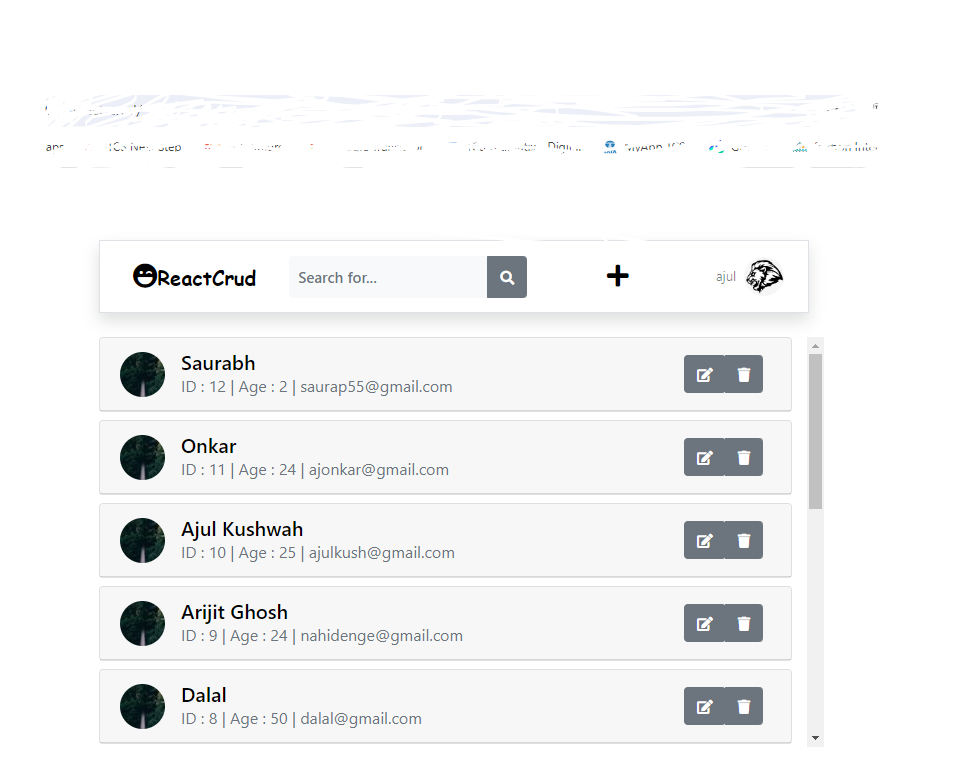 ReactCrud
Search for...
ajul
Saurabh
ID : 12 | Age : 2 | saurap55@gmail.com
Onkar
ID : 11 | Age : 24 | ajonkar@gmail.com
Ajul Kushwah
ID : 10 | Age : 25 | ajulkush@gmail.com
Arijit Ghosh
ID : 9 | Age : 24 | nahidenge@gmail.com
Dalal
ID : 8 | Age : 50 | dalal@gmail.com